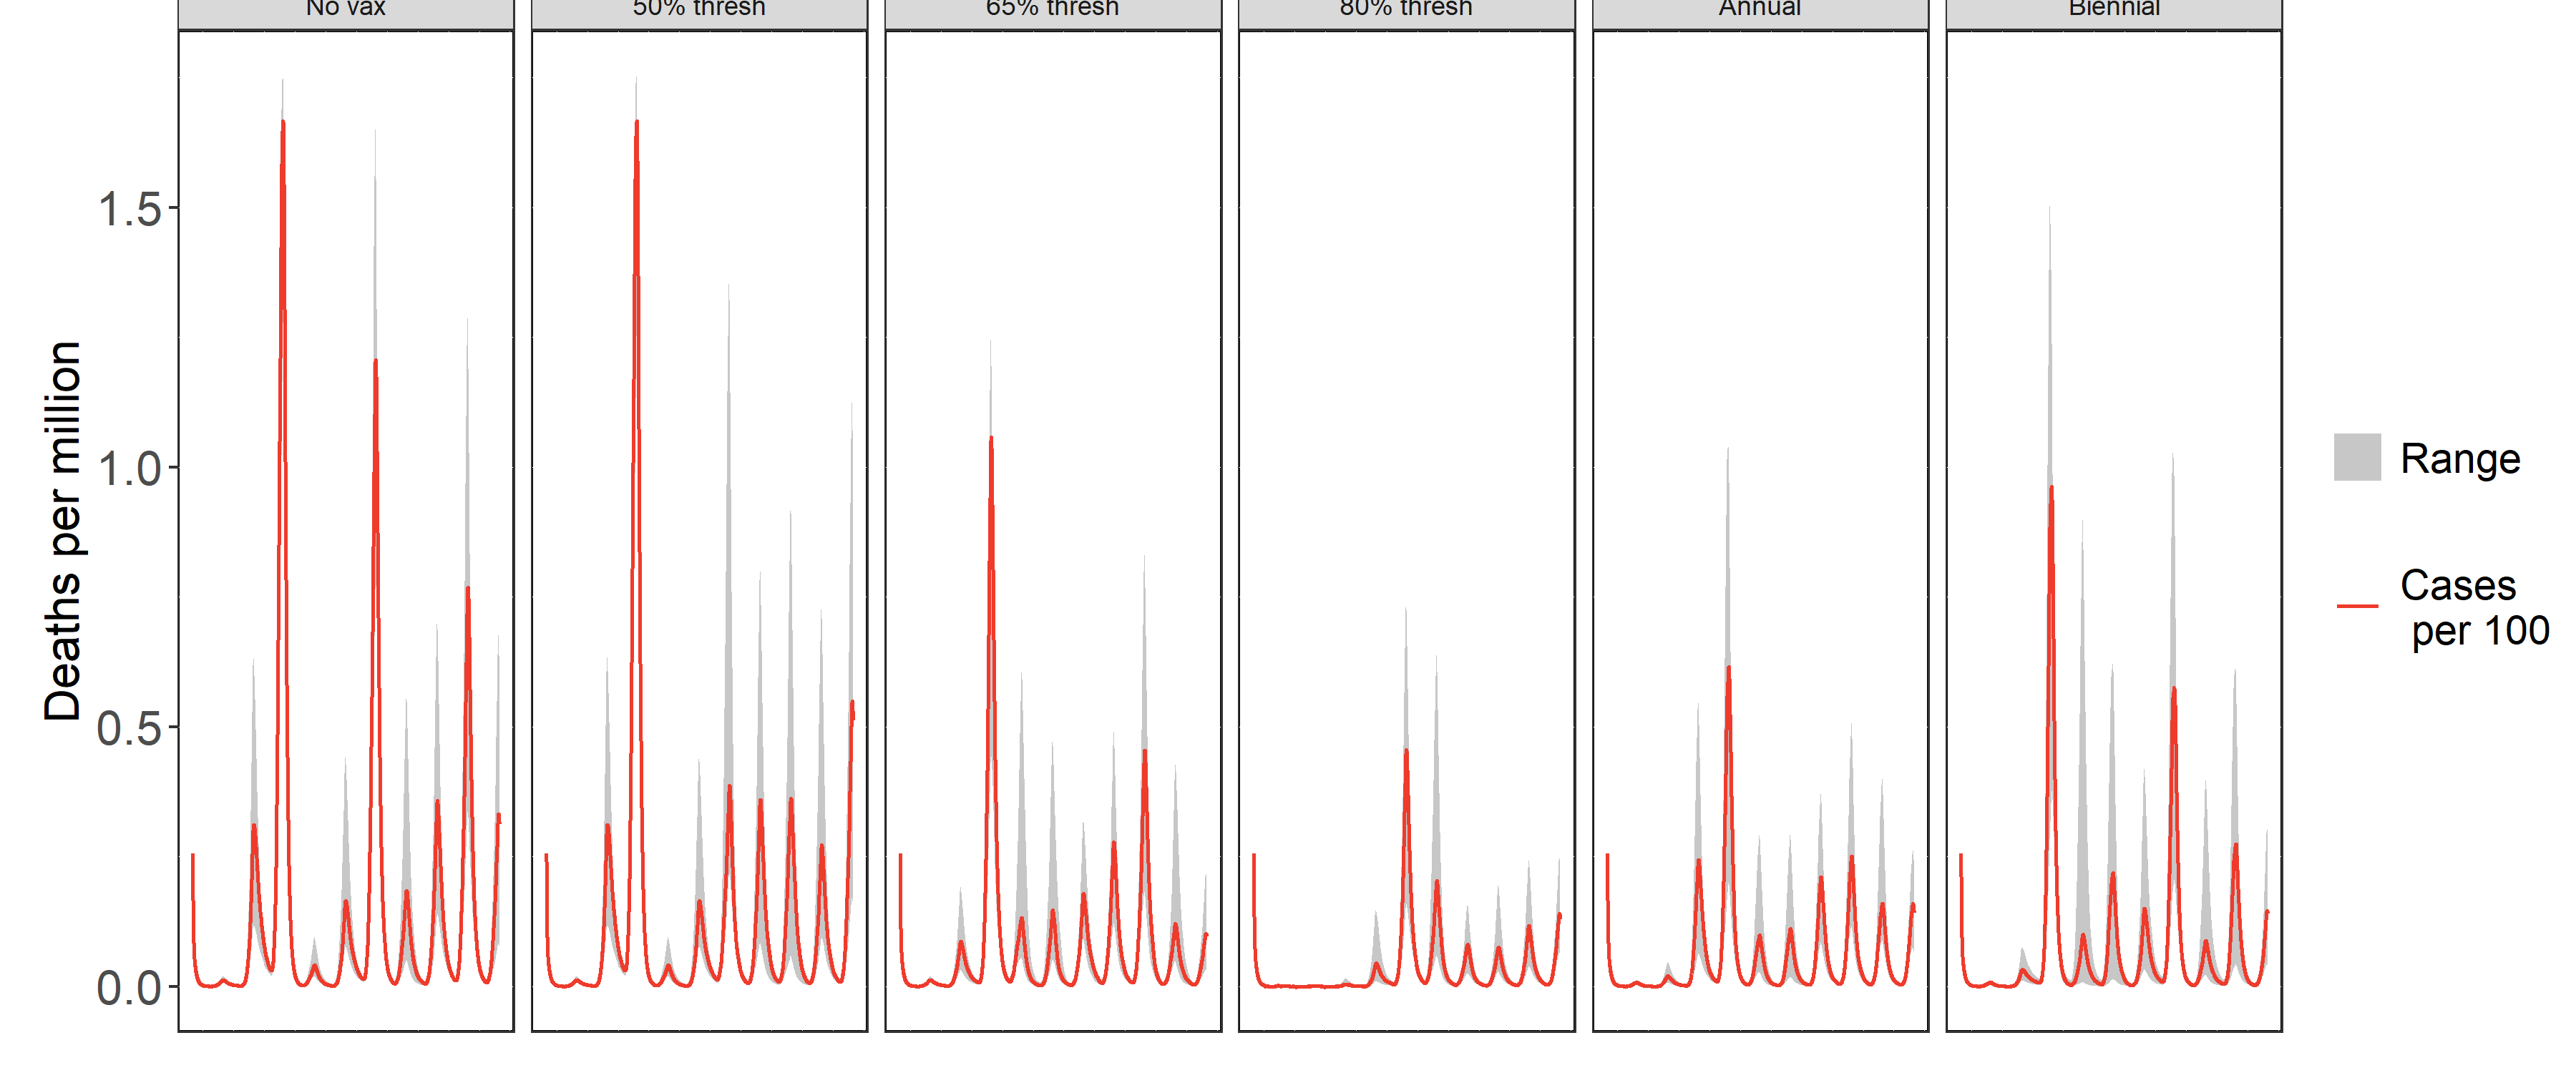 No vax
50% thresh
65% thresh
80% thresh
Annual
Biennial
Deaths per million
1.5
1.0
0.5
0.0
Range
Cases
per 100